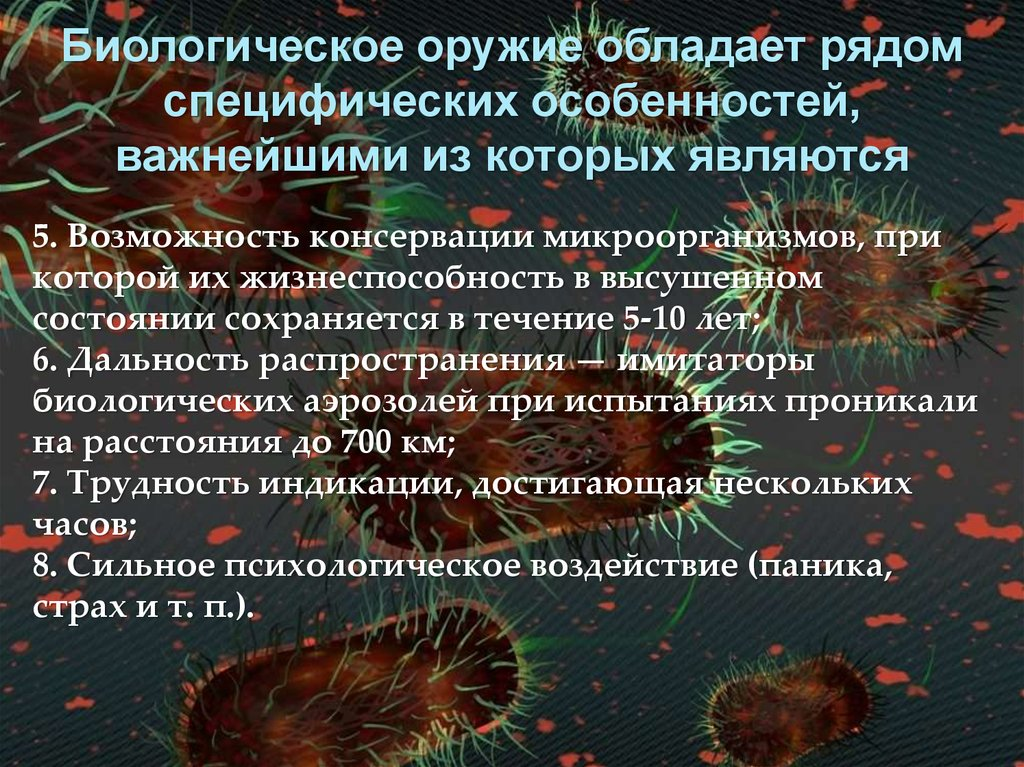 Биологическое оружие обладает рядом
специфических особенностей,
важнейшими из которых являются
5. Возможность консервации микроорганизмов, при
которой их жизнеспособность в высушенном
состоянии сохраняется в течение 5-10 лет;
6. Дальность распространения — имитаторы
биологических аэрозолей при испытаниях проникали
на расстояния до 700 км;
7. Трудность индикации, достигающая нескольких
часов;
8. Сильное психологическое воздействие (паника,
страх и т. п.).